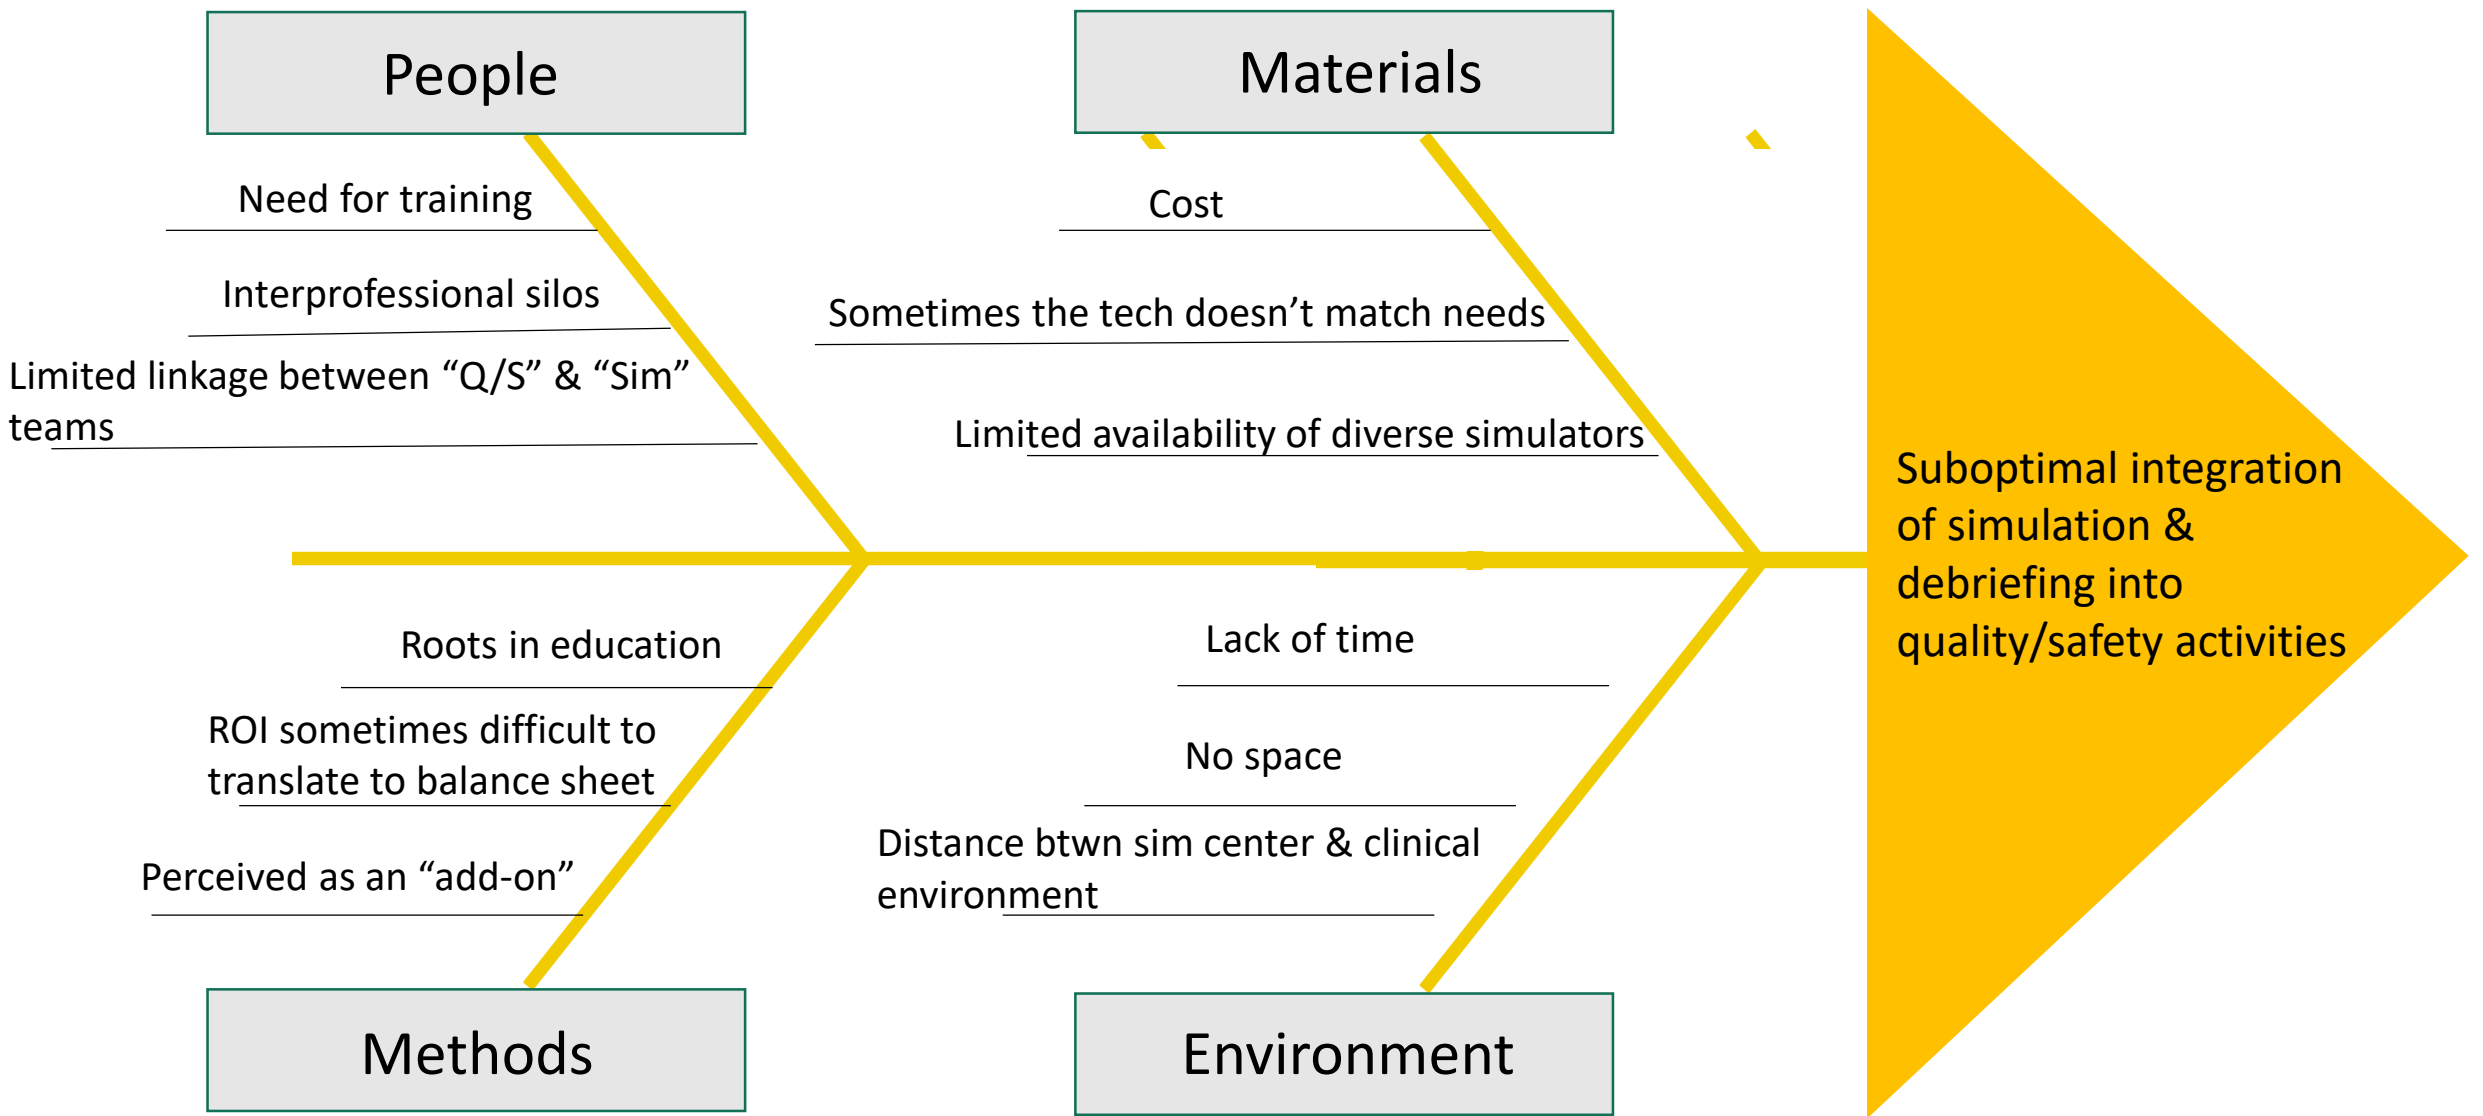 People
Need for training
Interprofessional silos
Limited linkage between “Q/S” & “Sim”
teams
Materials
Cost
Sometimes the tech doesn’t match needs
Limited availability of diverse simulators
Roots in education
ROI sometimes difficult to
translate to balance sheet
Perceived as an “add-on”
Methods
Lack of time
No space
Distance btwn sim center & clinical
environment
Environment
Suboptimal integration
of simulation &
debriefing into
quality/safety activities